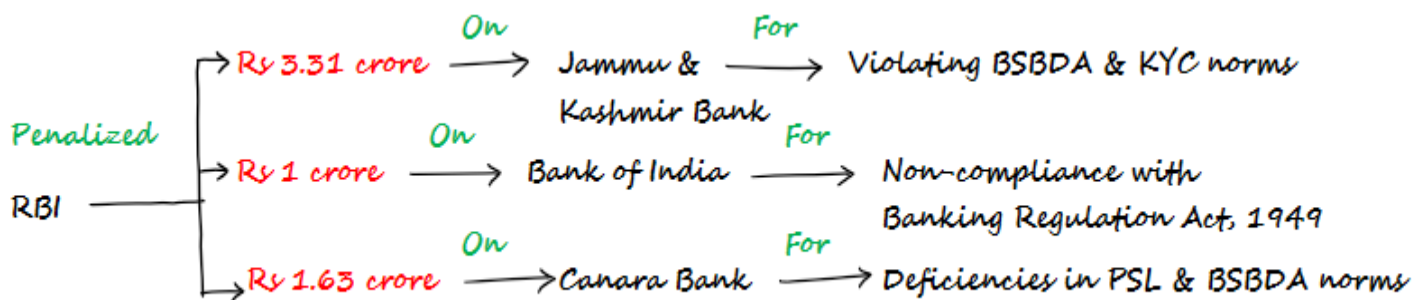 On For
Rs 3.31 crore Jammu & Violating BSBDA & KYC norms
Kashmir Bank
Penalized On For
Rs 1 crore Bank of India Non-compliance with
RBI Banking Regulation Act, 1949
On For
Rs 1.63 crore Canara Bank Deficiencies in PSL & BSBDA norms